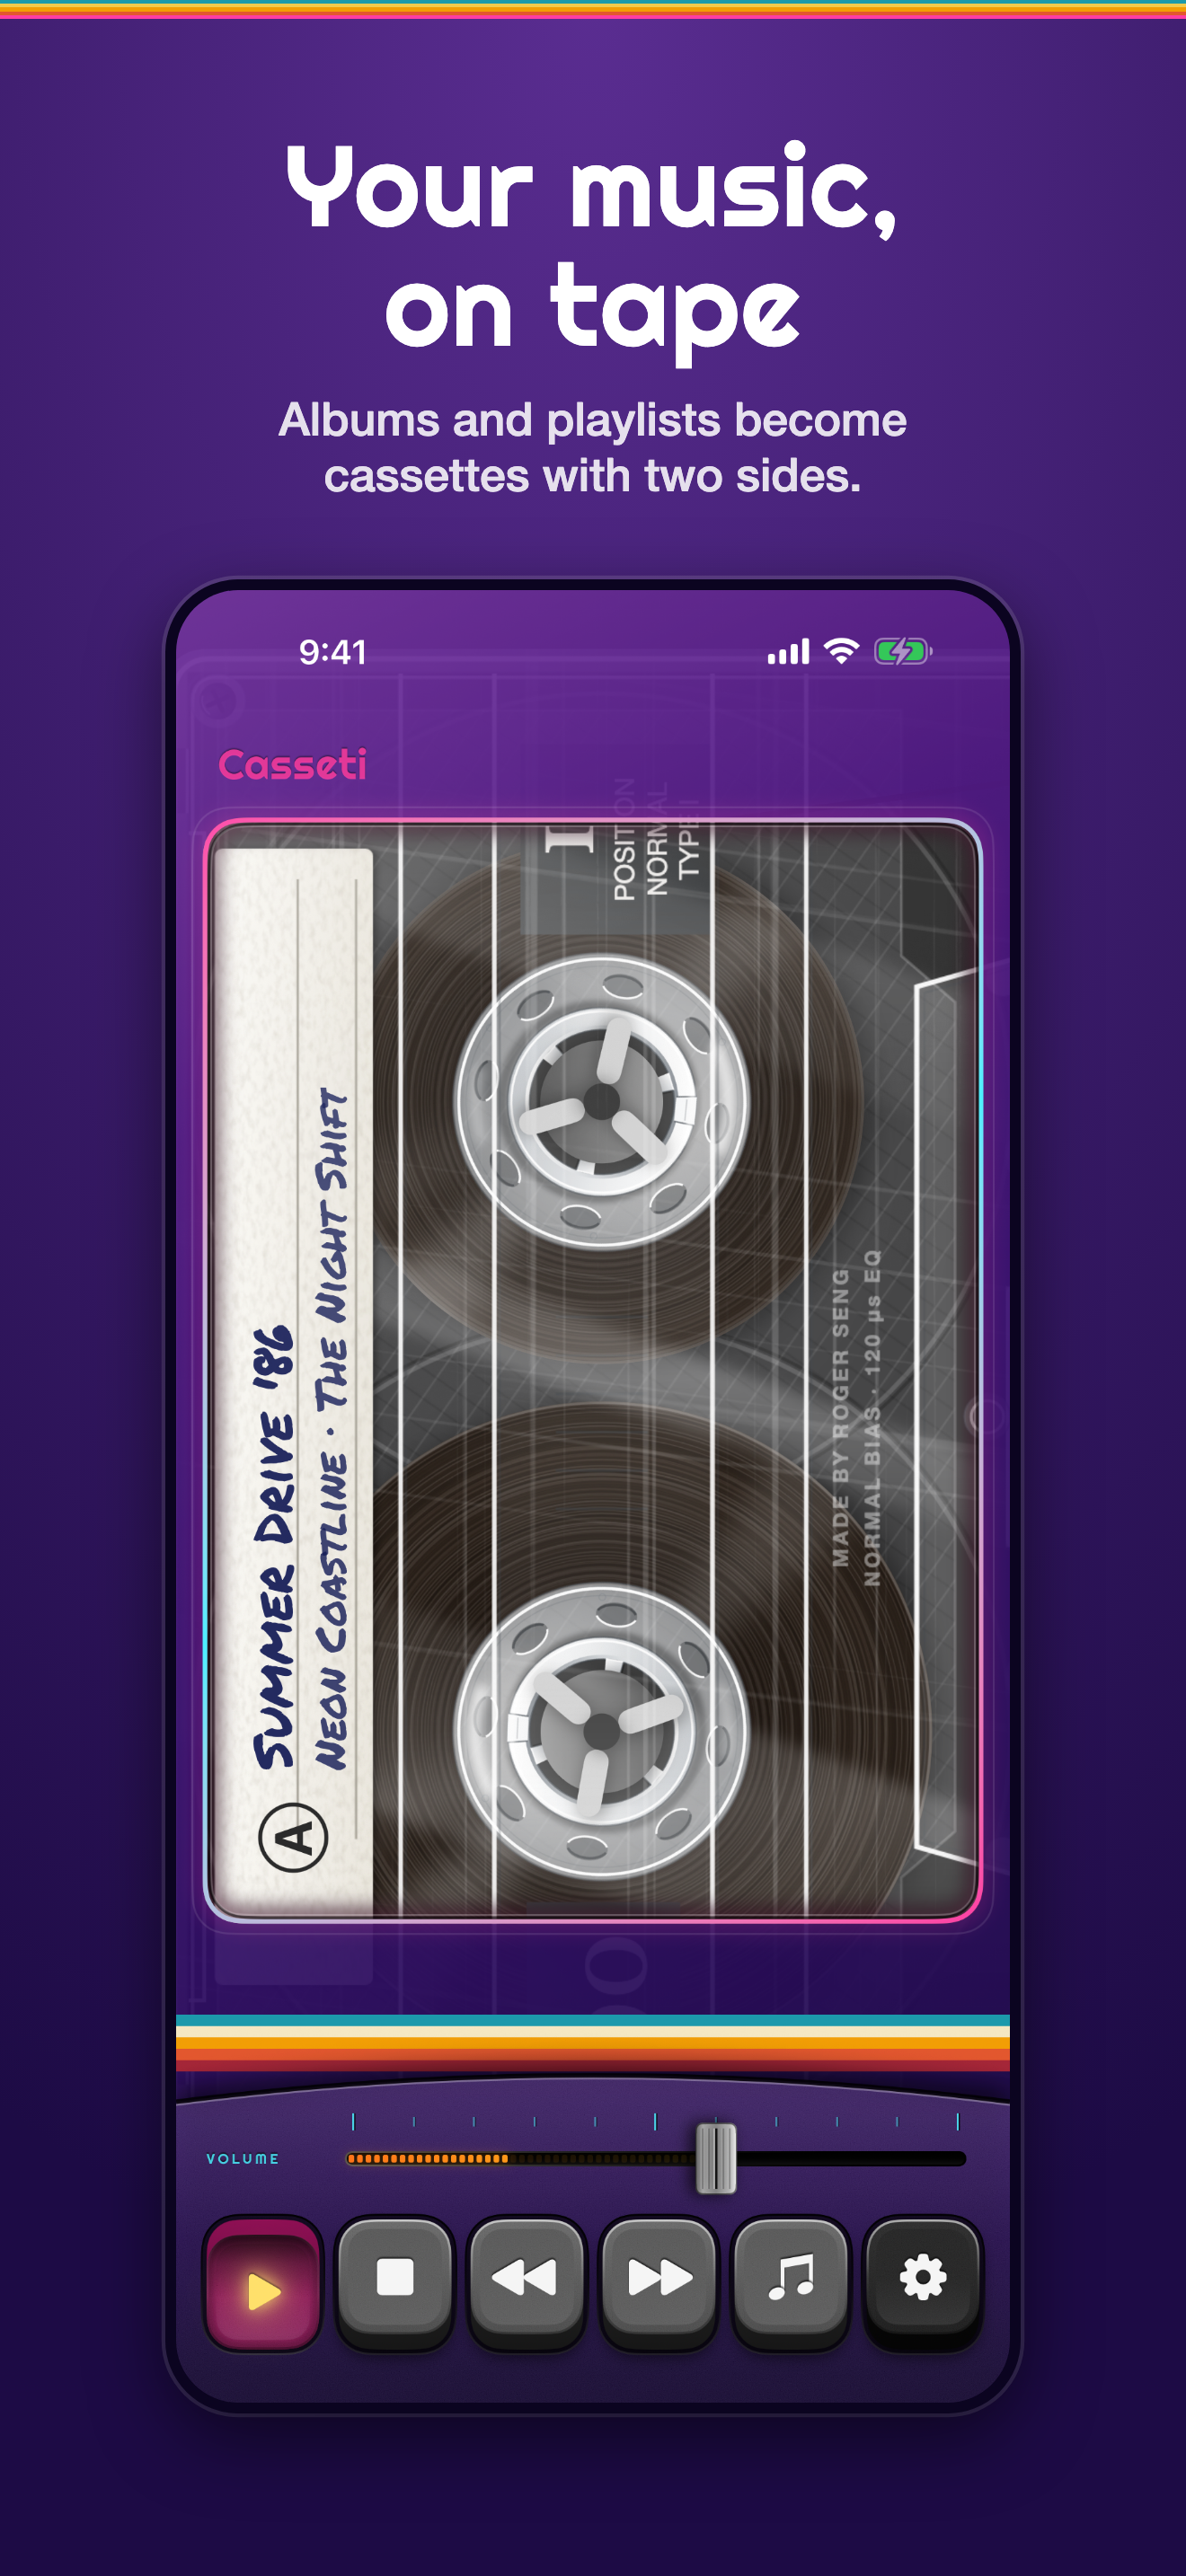 Your music,
on tape
Albums and playlists become
cassettes with two sides.
9:41
Casseti
I
POSITION
NORMAL
TYPE I
SUMMER DRIVE '86
NEON COASTLINE · THE NIGHT SHIFT
A
MADE BY ROGER SENG
NORMAL BIAS · 120 µs EQ
VOLUME